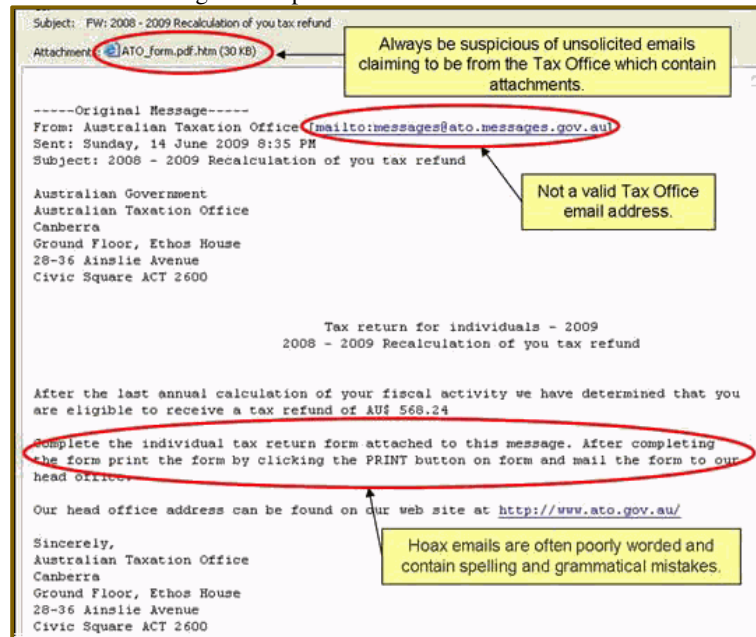 Subject: FW: 2008 - 2009 Recalculation of you tax refund
Attachment: ATO_form.pdf.htm (30 KB)
Always be suspicious of unsolicited emails
claiming to be from the Tax Office which contain
attachments.
-----Original Message-----
From: Australian Taxation Office [mailto:messages@ato.messages.gov.au]
Sent: Sunday, 14 June 2009 8:35 PM
Subject: 2008 - 2009 Recalculation of you tax refund
Not a valid Tax Office
email address.
Australian Government
Australian Taxation Office
Canberra
Ground Floor, Ethos House
28-36 Ainslie Avenue
Civic Square ACT 2600
Tax return for individuals - 2009
2008 - 2009 Recalculation of you tax refund
After the last annual calculation of your fiscal activity we have determined that you
are eligible to receive a tax refund of AU$ 568.24
Complete the individual tax return form attached to this message. After completing
the form print the form by clicking the PRINT button on form and mail the form to our
head office.
Our head office address can be found on our web site at http://www.ato.gov.au/
Hoax emails are often poorly worded and
contain spelling and grammatical mistakes.
Sincerely,
Australian Taxation Office
Canberra
Ground Floor, Ethos House
28-36 Ainslie Avenue
Civic Square ACT 2600